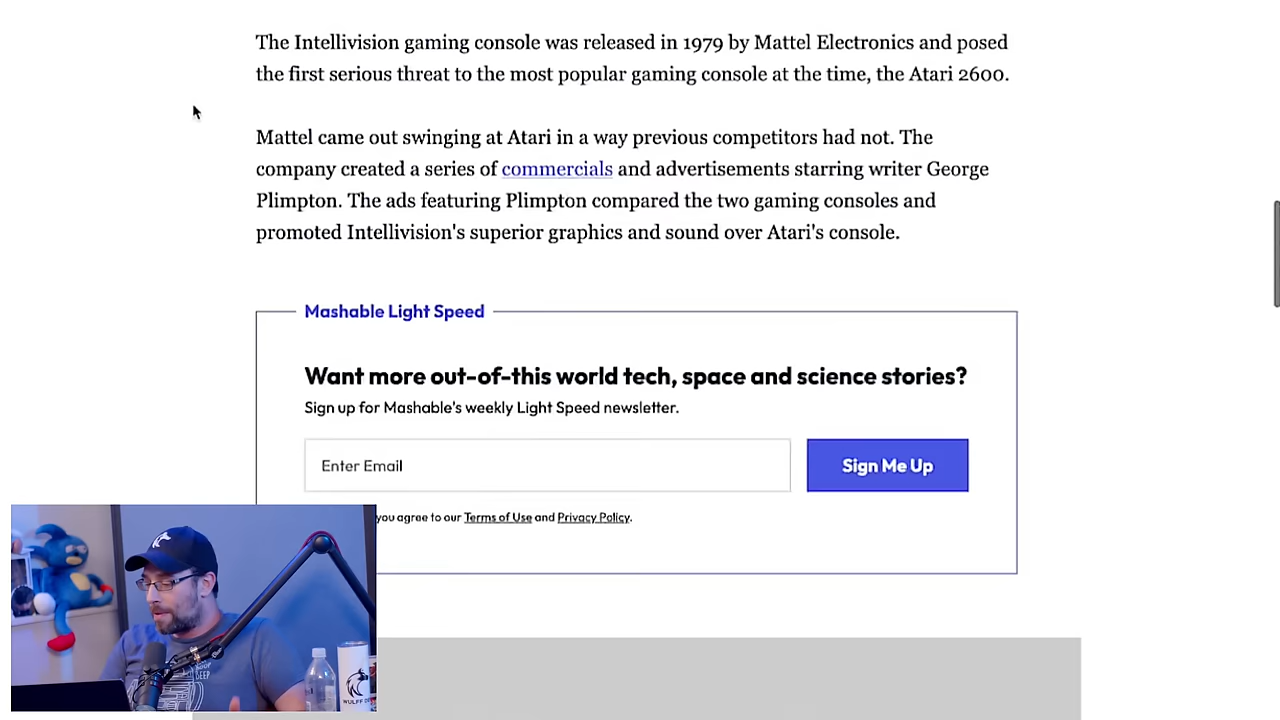 The Intellivision gaming console was released in 1979 by Mattel Electronics and posed
the first serious threat to the most popular gaming console at the time, the Atari 2600.
Mattel came out swinging at Atari in a way previous competitors had not. The
company created a series of commercials and advertisements starring writer George
Plimpton. The ads featuring Plimpton compared the two gaming consoles and
promoted Intellivision's superior graphics and sound over Atari's console.
Mashable Light Speed
Want more out-of-this world tech, space and science stories?
Sign up for Mashable's weekly Light Speed newsletter.
Enter Email
Sign Me Up
you agree to our Terms of Use and Privacy Policy.
BEEP